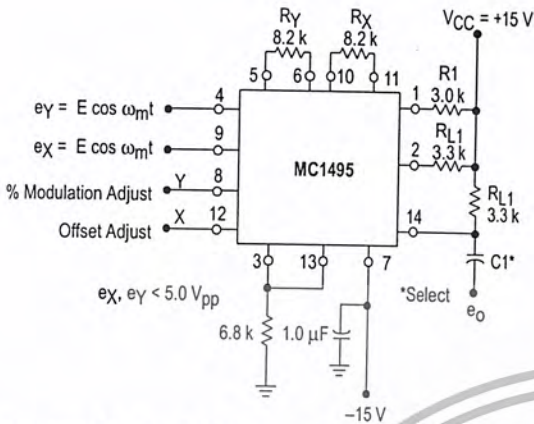 VCC = +15 V
RY
8.2 k
RX
8.2 k
5
6
10
11
R1
3.0 k
1
eY = E cos ωmt
4
eX = E cos ωmt
9
MC1495
2
RL1
3.3 k
% Modulation Adjust
Y
8
RL1
3.3 k
Offset Adjust
X
12
14
C1*
3
13
7
*Select
eo
eX, eY < 5.0 Vpp
6.8 k
1.0 µF
–15 V